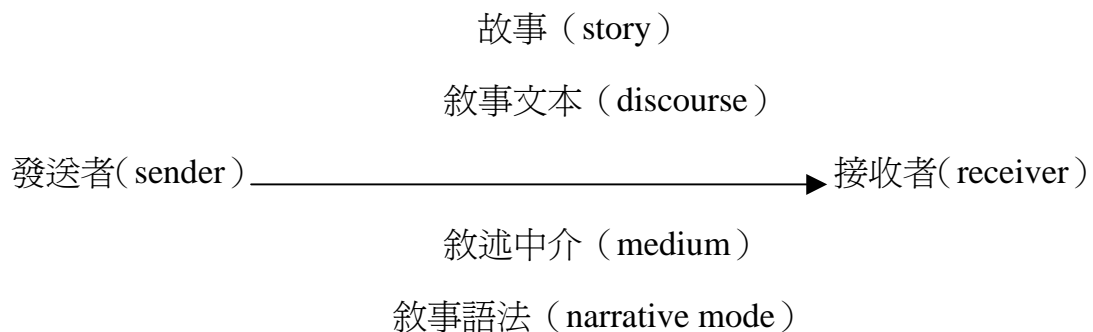 故事（story）
敘事文本（discourse）
發送者（sender） 接收者（receiver）
敘述中介（medium）
敘事語法（narrative mode）